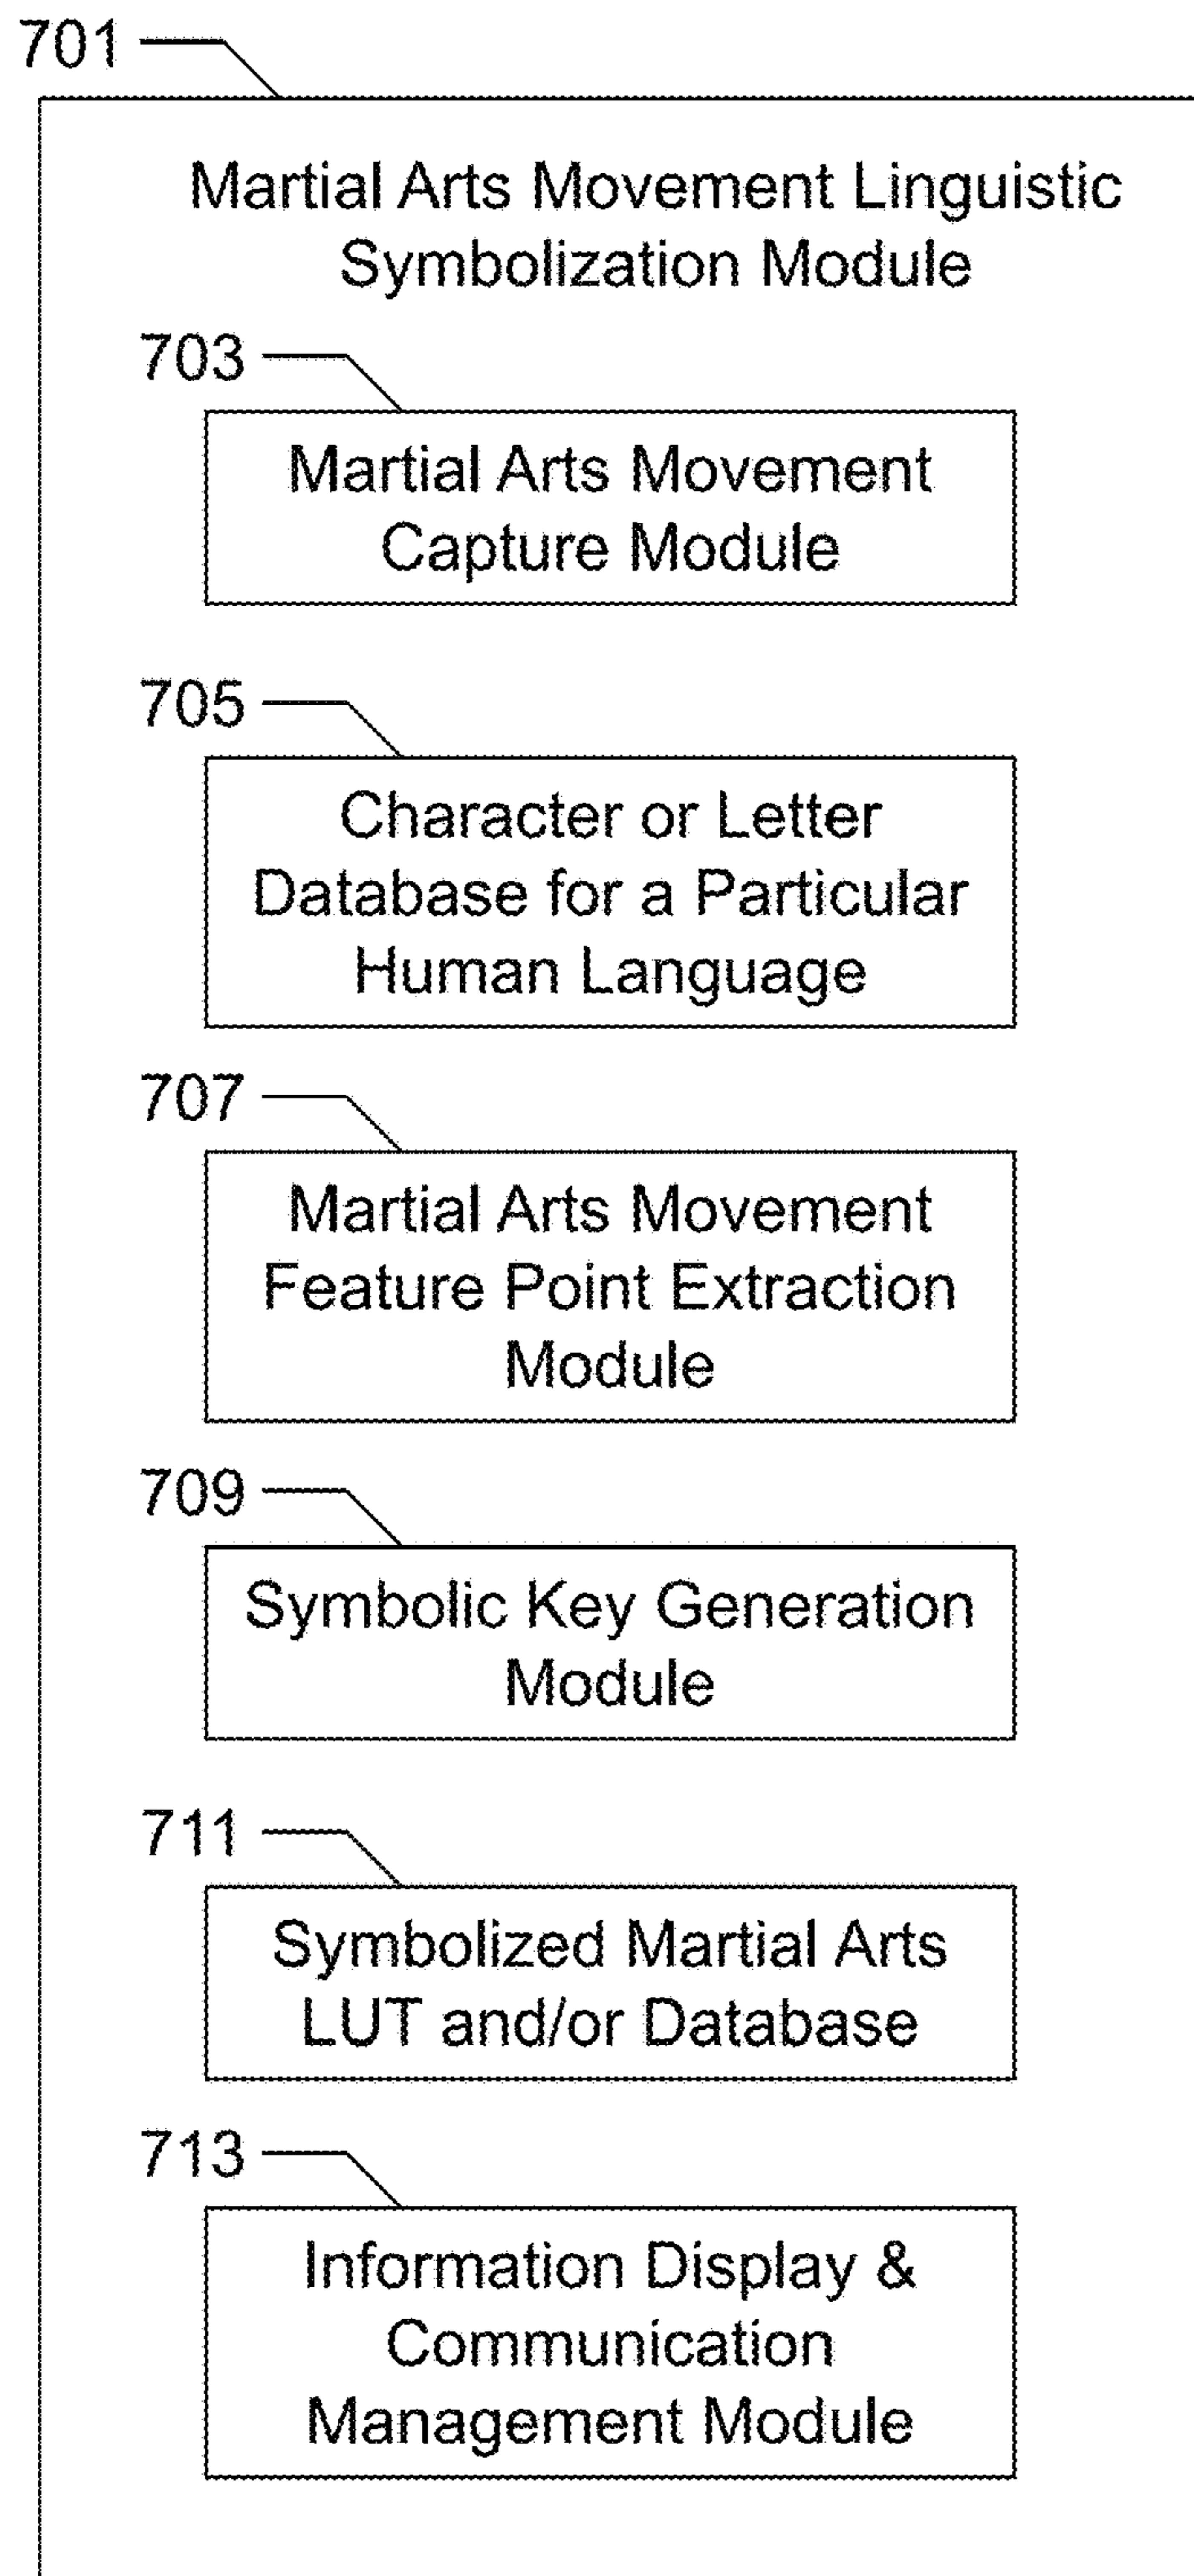 701
Martial Arts Movement Linguistic
Symbolization Module
703
Martial Arts Movement
Capture Module
705
Character or Letter
Database for a Particular
Human Language
707
Martial Arts Movement
Feature Point Extraction
Module
709
Symbolic Key Generation
Module
711
Symbolized Martial Arts
LUT and/or Database
713
Information Display &
Communication
Management Module